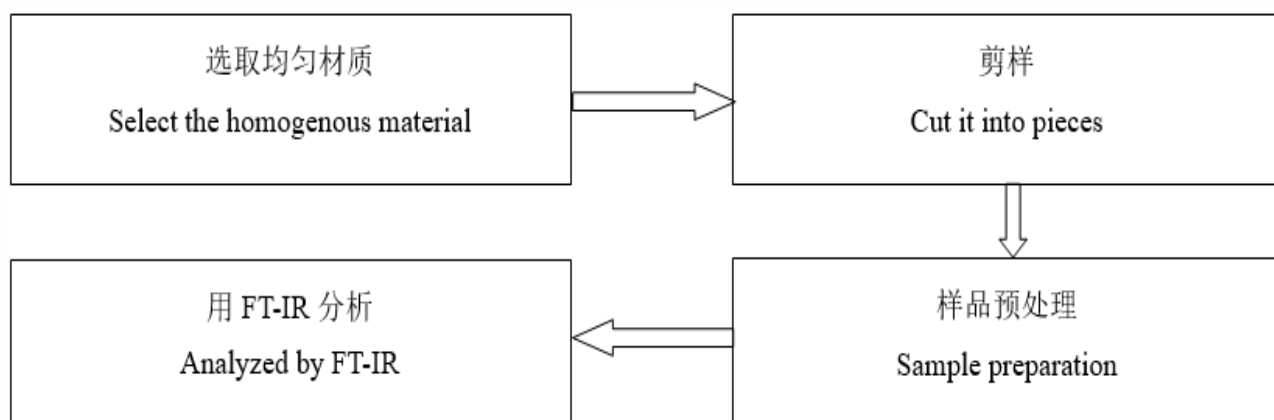 选取均匀材质
Select the homogenous material
剪样
Cut it into pieces
样品预处理
Sample preparation
用 FT-IR 分析
Analyzed by FT-IR